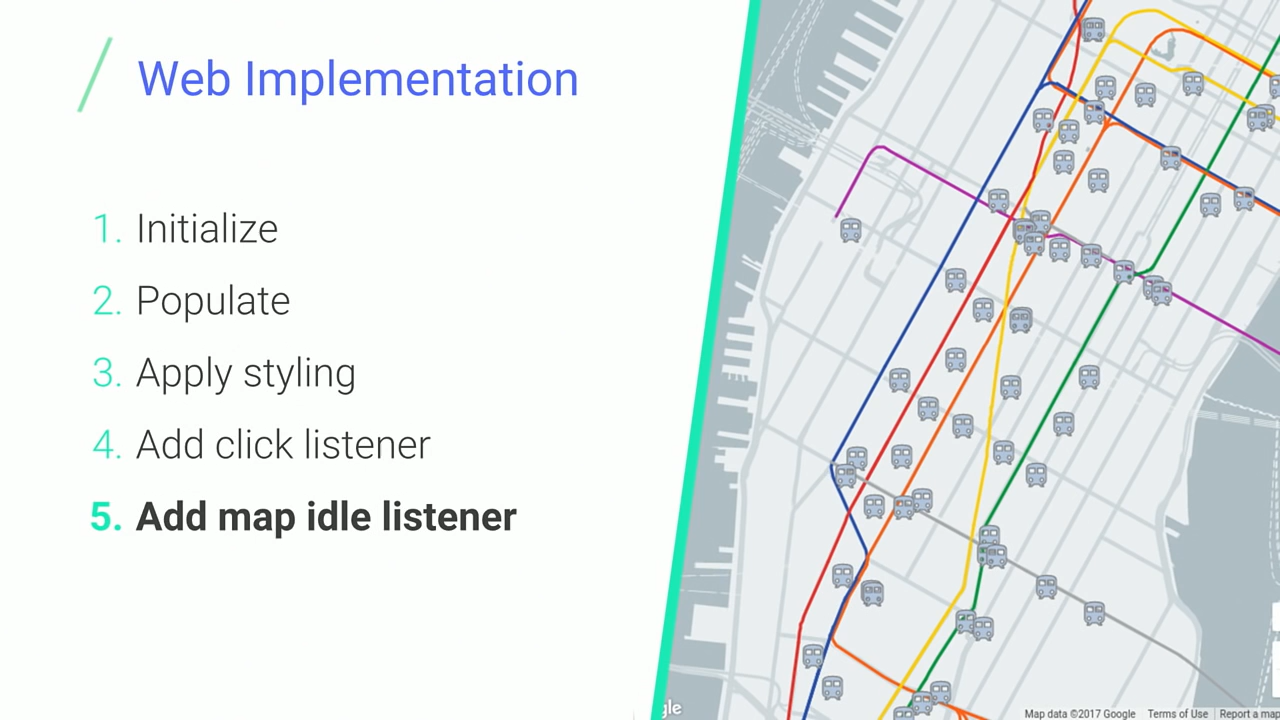 Web Implementation
1. Initialize
2. Populate
3. Apply styling
4. Add click listener
5. Add map idle listener
gle
Map data ©2017 Google Terms of Use Report a map